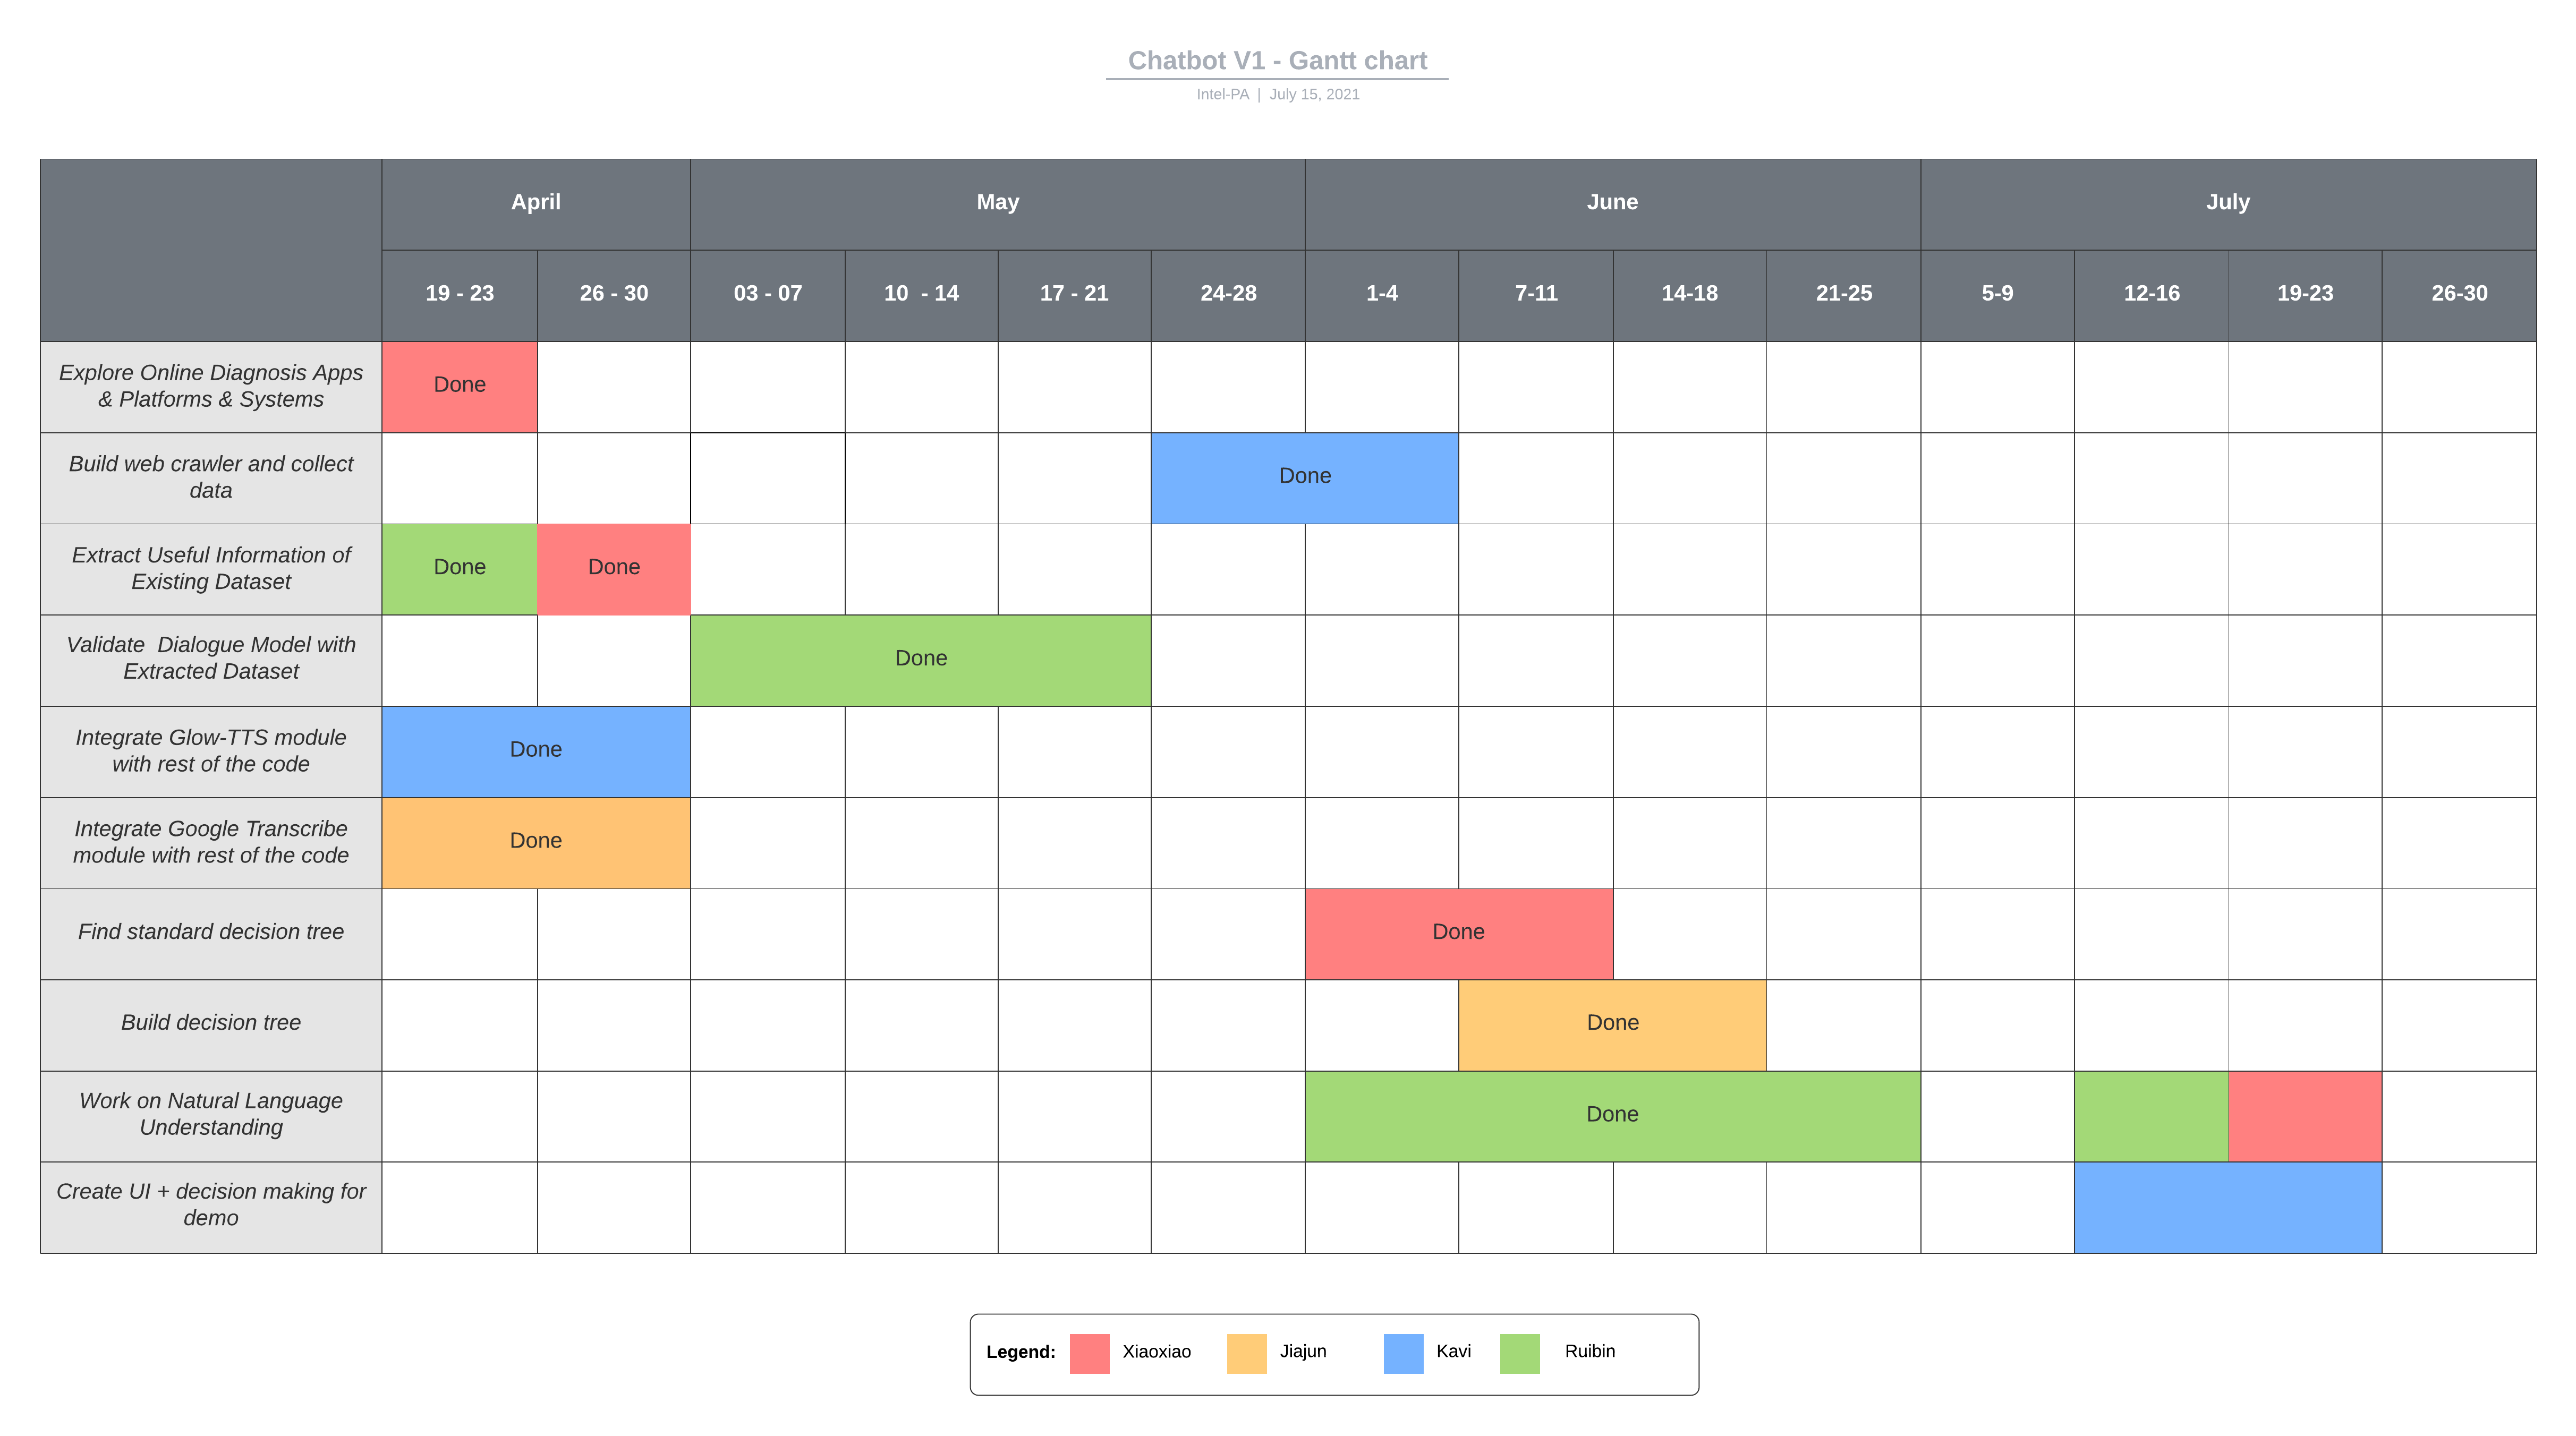 Chatbot V1 - Gantt chart
Intel-PA | July 15, 2021
April May June July
19 - 23 26 - 30 03 - 07 10  - 14 17 - 21 24-28 1-4 7-11 14-18 21-25 5-9 12-16 19-23 26-30
Explore Online Diagnosis Apps
& Platforms & Systems
Done
Build web crawler and collect
data
Done
Extract Useful Information of
Existing Dataset
Done Done
Validate  Dialogue Model with
Extracted Dataset
Done
Integrate Glow-TTS module
with rest of the code
Done
Integrate Google Transcribe
module with rest of the code
Done
Find standard decision tree
Done
Build decision tree
Done
Work on Natural Language
Understanding
Done
Create UI + decision making for
demo
Legend: Xiaoxiao Jiajun Kavi Ruibin